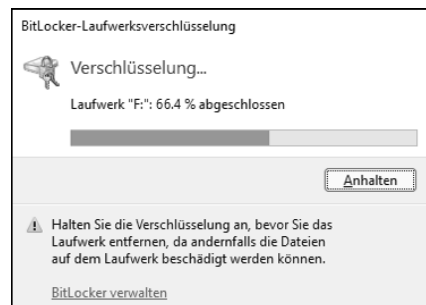 BitLocker-Laufwerksverschlüsselung
Verschlüsselung...
Laufwerk "F:": 66.4 % abgeschlossen
Anhalten
Halten Sie die Verschlüsselung an, bevor Sie das
Laufwerk entfernen, da andernfalls die Dateien
auf dem Laufwerk beschädigt werden können.
BitLocker verwalten